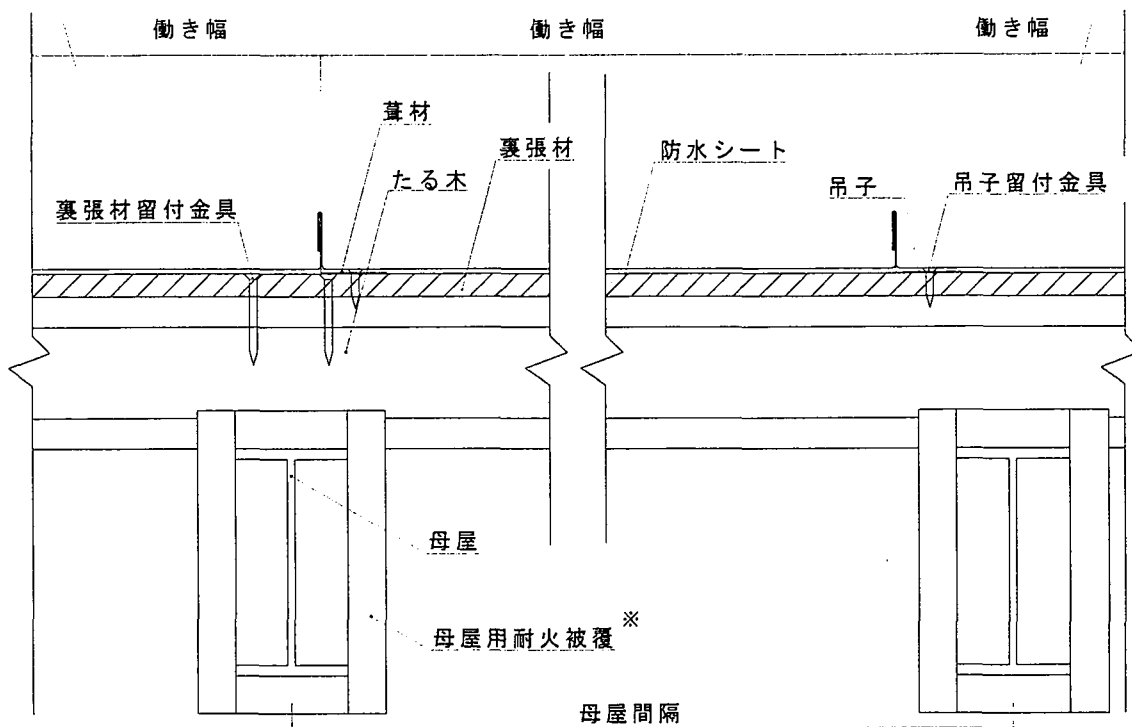 働き幅
働き幅
働き幅
葺材
裏張材
防水シート
たる木
吊子
吊子留付金具
裏張材留付金具
母屋
母屋用耐火被覆※
母屋間隔